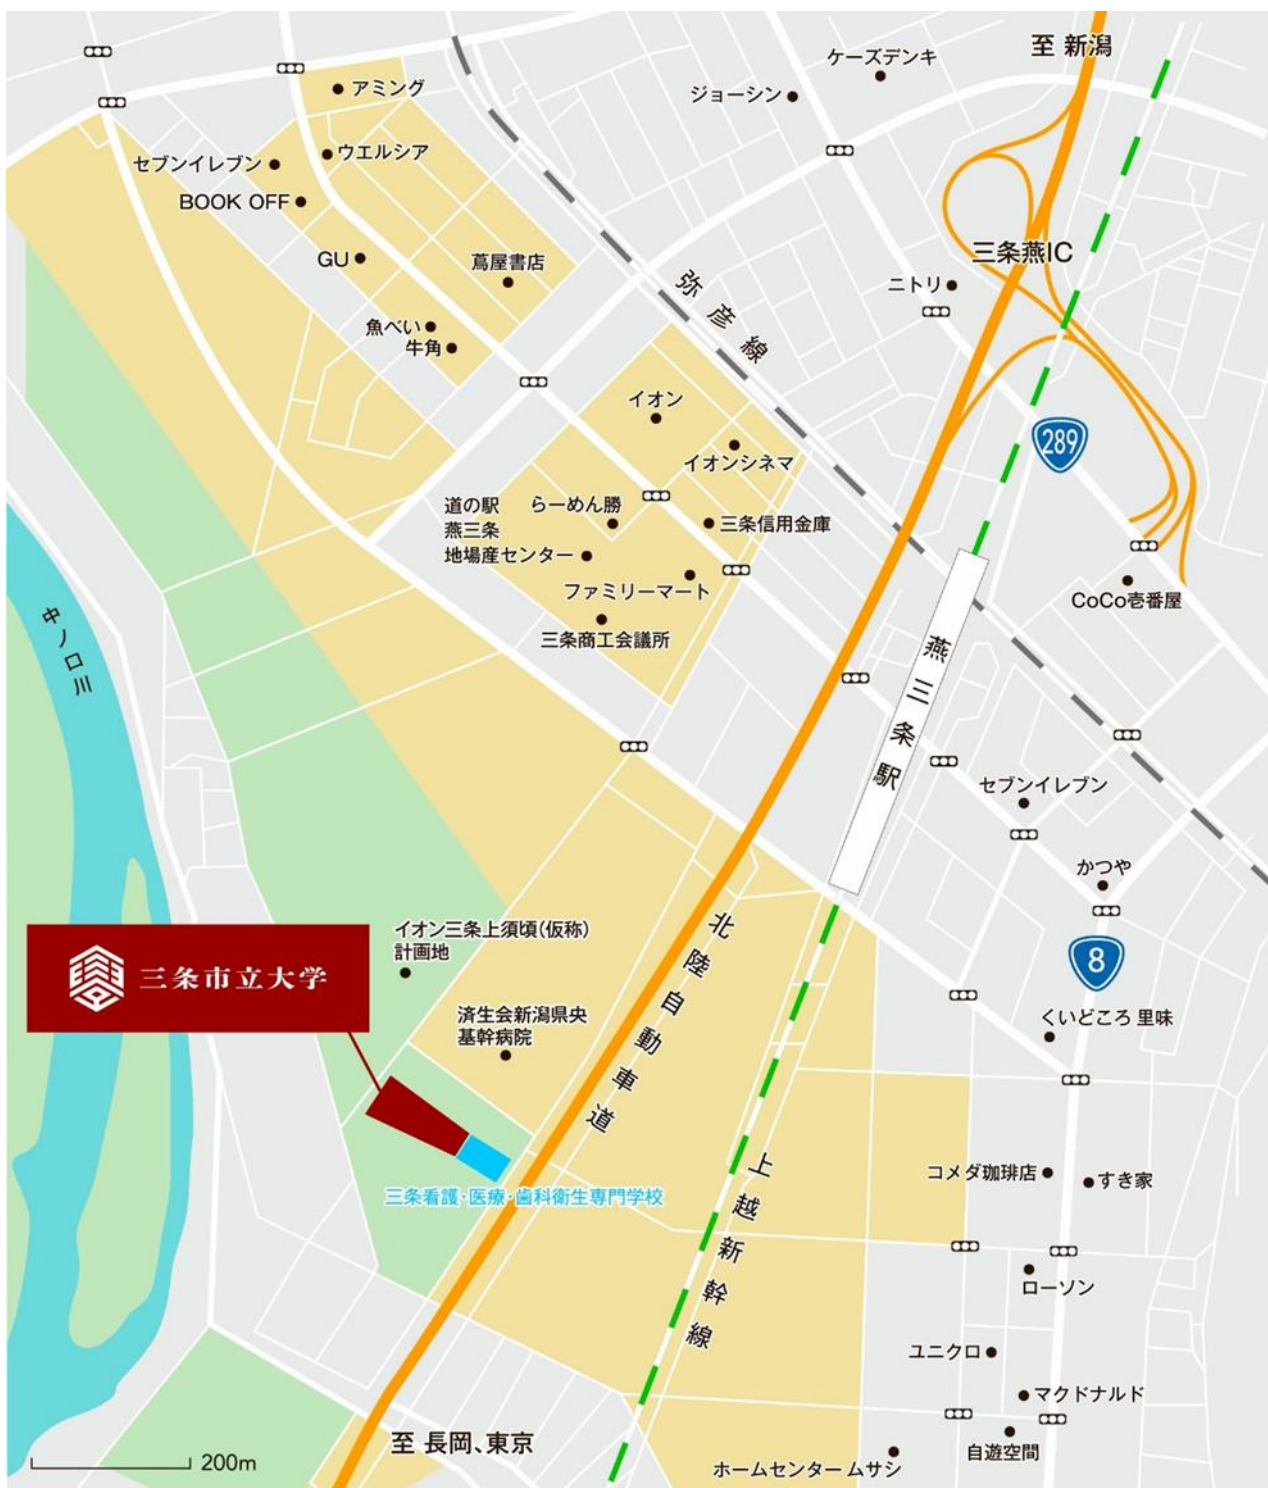 至 新潟
ケーズデンキ
ジョーシン
アミング
ウエルシア
セブンイレブン
BOOK OFF
GU
蔦屋書店
三条燕IC
ニトリ
弥彦線
魚べい
牛角
イオン
289
イオンシネマ
道の駅
燕三条
地場産センター
らーめん勝
三条信用金庫
ファミリーマート
CoCo壱番屋
三条商工会議所
中ノ口川
燕三条駅
セブンイレブン
かつや
イオン三条上須頃(仮称)
計画地
北陸自動車道
8
三条市立大学
済生会新潟県央
基幹病院
くいどころ 里味
コメダ珈琲店
すき家
三条看護・医療・歯科衛生専門学校
上越新幹線
ローソン
ユニクロ
マクドナルド
至 長岡、東京
自遊空間
200m
ホームセンタームサシ